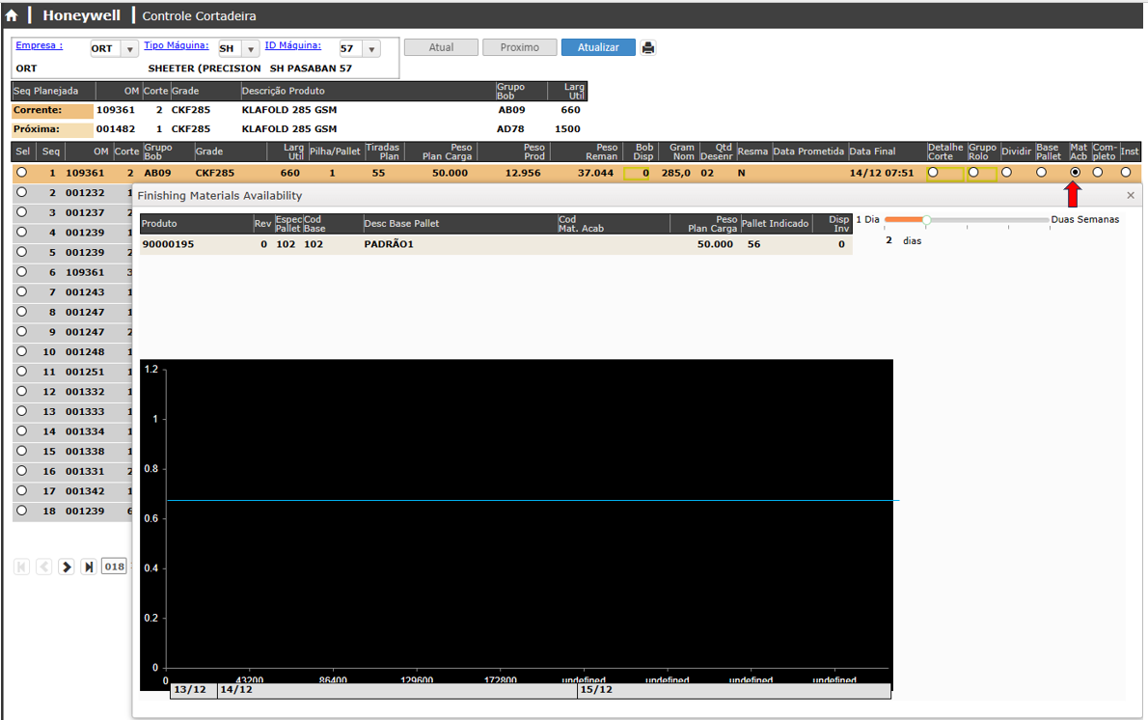 Honeywell Controle Cortadeira
Empresa : ORT Tipo Máquina: SH ID Máquina: 57 Atual Proximo Atualizar
ORT SHEETER (PRECISION SH PASABAN 57
Seq Planejada OM Corte Grade Descrição Produto Grupo Bob Larg Util
Corrente: 109361 2 CKF285 KLAFOLD 285 GSM AB09 660
Próxima: 001482 1 CKF285 KLAFOLD 285 GSM AD78 1500
Sel Seq OM Corte Grupo Bob Grade Larg Util Pilha/Pallet Tiradas Plan Peso Plan Carga Peso Prod Peso Reman Bob Disp Gram Nom Qtd Desenr Resma Data Prometida Data Final Detalhe Corte Grupo Rolo Dividir Base Pallet Mat Acb Com-pleto Inst
1 109361 2 AB09 CKF285 660 1 55 50.000 12.956 37.044 0 285,0 02 N 14/12 07:51
2 001232 1
3 001237 2
4 001239 1
5 001239 2
6 109361 3
7 001243 1
8 001247 1
9 001247 2
10 001248 1
11 001251 1
12 001332 1
13 001333 1
14 001334 1
15 001338 1
16 001331 2
17 001342 1
18 001239 6
018
Finishing Materials Availability ×
Produto Rev Espec Pallet Cod Base Desc Base Pallet Cod Mat. Acab Peso Plan Carga Pallet Indicado Disp Inv
90000195 0 102 102 PADRÃO1 50.000 56 0
1 Dia Duas Semanas
2 dias
1.2
1
0.8
0.6
0.4
0.2
0
0 43200 86400 129600 172800 undefined undefined undefined undefined
13/12 14/12 15/12